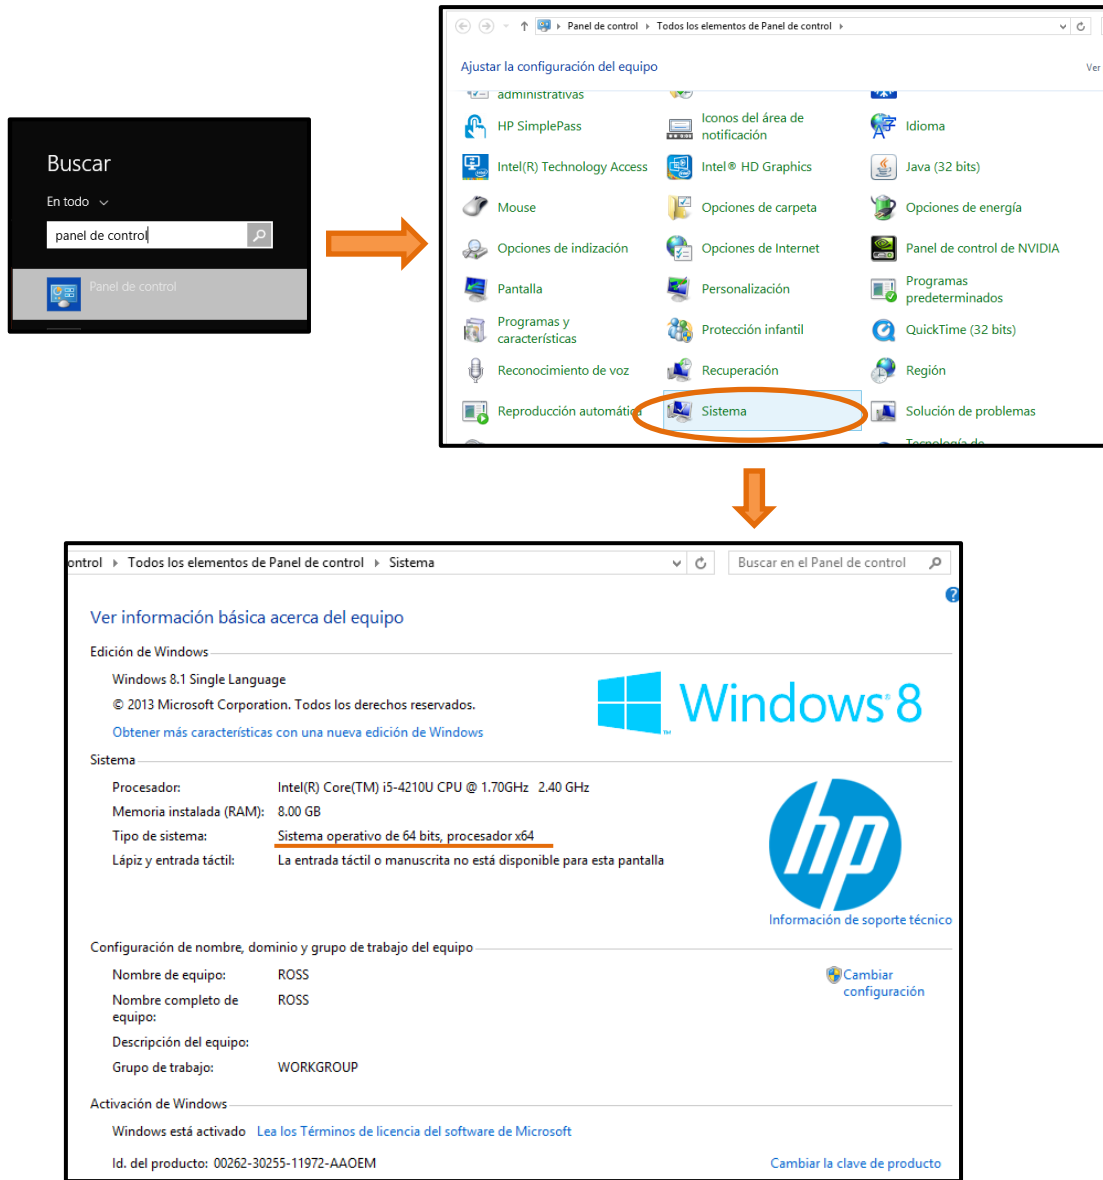 Buscar
En todo
panel de control
Panel de control
Panel de control Todos los elementos de Panel de control
Ajustar la configuración del equipo
Ver
administrativas
HP SimplePass
Iconos del área de
notificación
Idioma
Intel(R) Technology Access
Intel® HD Graphics
Java (32 bits)
Mouse
Opciones de carpeta
Opciones de energía
Opciones de indización
Opciones de Internet
Panel de control de NVIDIA
Pantalla
Personalización
Programas
predeterminados
Programas y
características
Protección infantil
QuickTime (32 bits)
Reconocimiento de voz
Recuperación
Región
Reproducción automática
Sistema
Solución de problemas
Tecnología de
ontrol Todos los elementos de Panel de control Sistema
Buscar en el Panel de control
Ver información básica acerca del equipo
Edición de Windows
Windows 8.1 Single Language
© 2013 Microsoft Corporation. Todos los derechos reservados.
Obtener más características con una nueva edición de Windows
Windows® 8
Sistema
Procesador: Intel(R) Core(TM) i5-4210U CPU @ 1.70GHz 2.40 GHz
Memoria instalada (RAM): 8.00 GB
Tipo de sistema: Sistema operativo de 64 bits, procesador x64
Lápiz y entrada táctil: La entrada táctil o manuscrita no está disponible para esta pantalla
hp
Información de soporte técnico
Configuración de nombre, dominio y grupo de trabajo del equipo
Nombre de equipo: ROSS
Cambiar
configuración
Nombre completo de ROSS
equipo:
Descripción del equipo:
Grupo de trabajo: WORKGROUP
Activación de Windows
Windows está activado Lea los Términos de licencia del software de Microsoft
Id. del producto: 00262-30255-11972-AAOEM
Cambiar la clave de producto